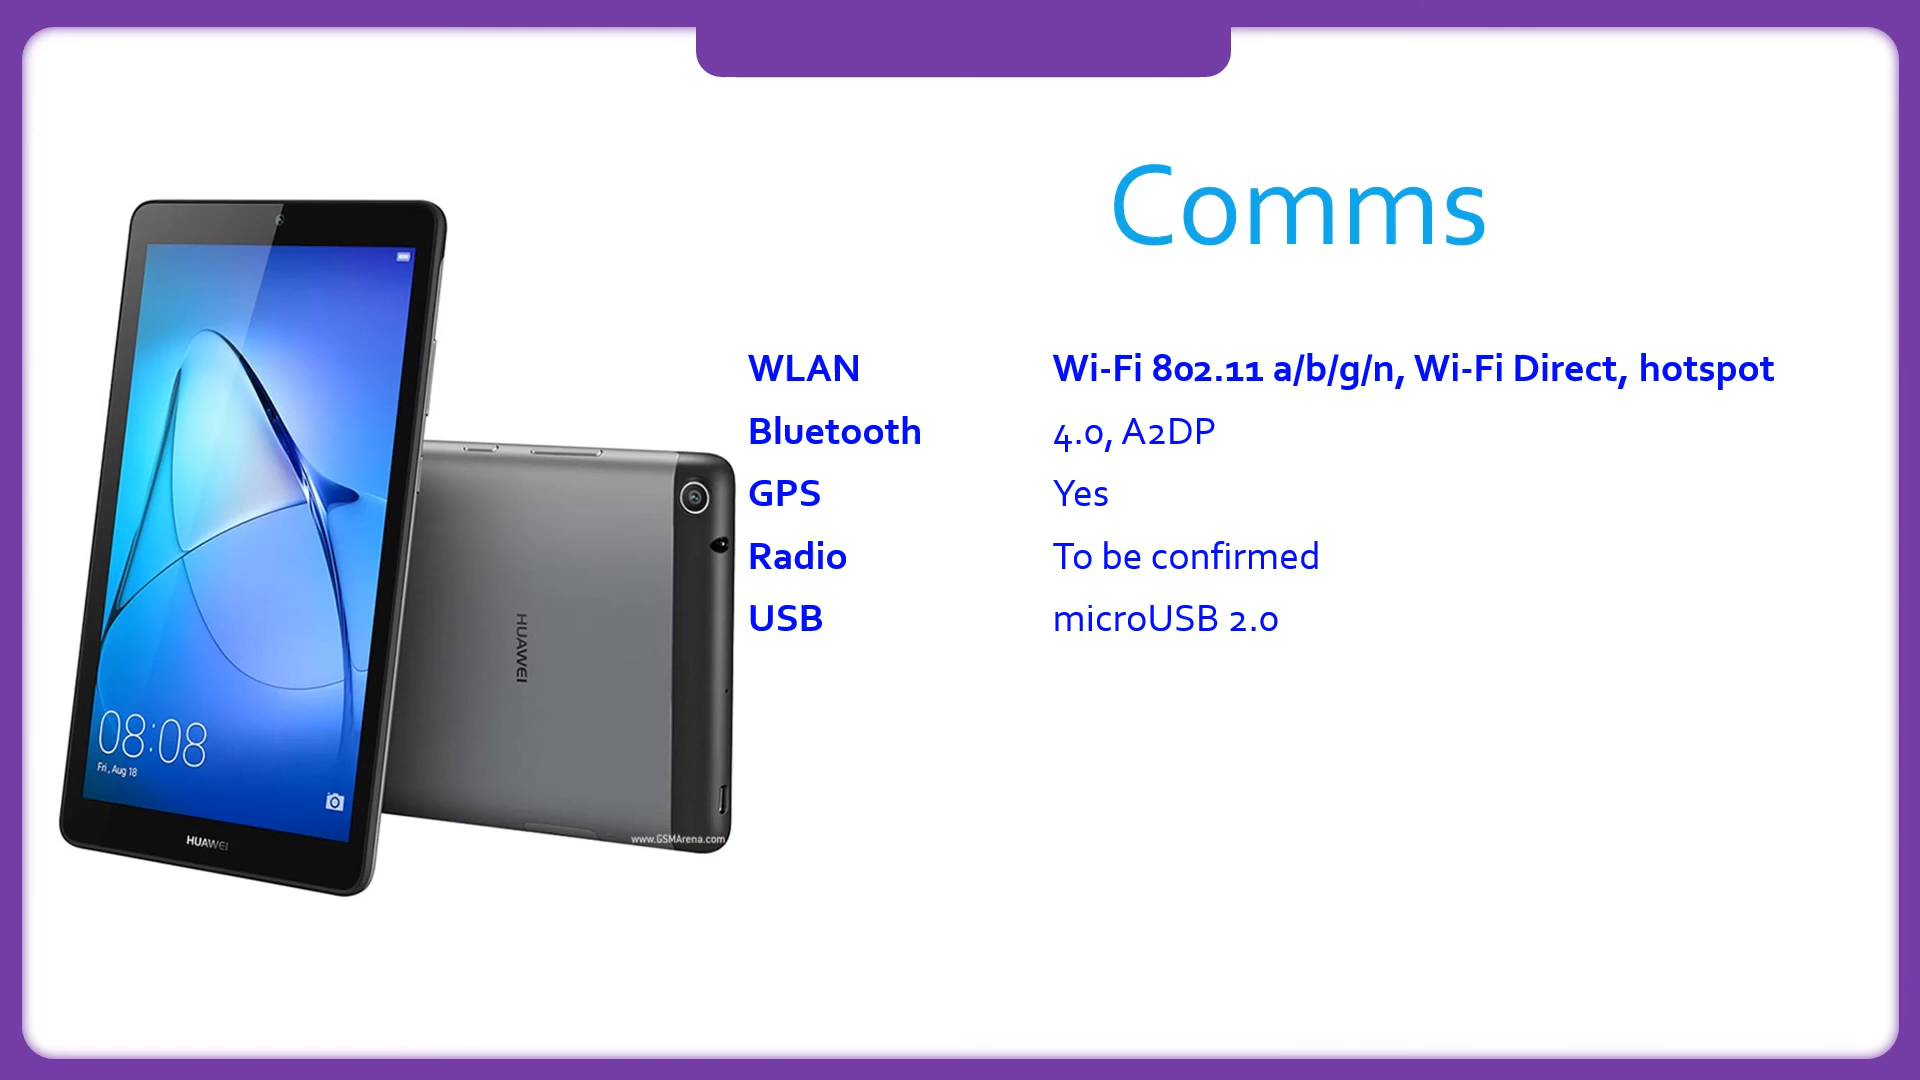 Comms
WLAN Wi-Fi 802.11 a/b/g/n, Wi-Fi Direct, hotspot
Bluetooth 4.0, A2DP
GPS Yes
Radio To be confirmed
USB microUSB 2.0
08:08
Fri, Aug 18
HUAWEI
HUAWEI
www.GSMArena.com